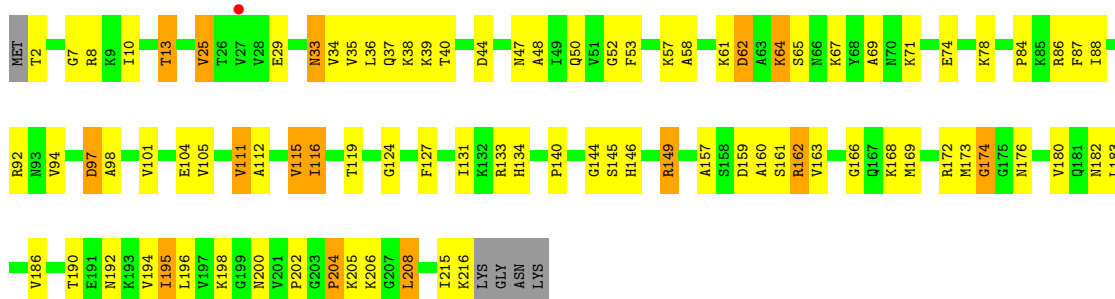 MET T2 G7 R8 K9 I10 T13 V25 T26 V27 V28 E29 N33 V34 V35 L36 Q37 K38 K39 T40 D44 N47 A48 I49 Q50 V51 G52 F53 K57 A58 K61 D62 A63 K64 S65 N66 K67 Y68 A69 N70 K71 E74 K78 P84 K85 R86 F87 I88
R92 N93 V94 D97 A98 V101 E104 V105 V111 A112 V115 I116 T119 G124 F127 I131 K132 R133 H134 P140 G144 S145 H146 R149 A157 S158 D159 A160 S161 R162 V163 G166 Q167 K168 M169 R172 M173 G174 G175 N176 V180 Q181 N182 L183
V186 T190 E191 N192 K193 V194 I195 L196 V197 K198 G199 N200 V201 P202 G203 P204 K205 K206 G207 L208 I215 K216 LYS GLY ASN LYS